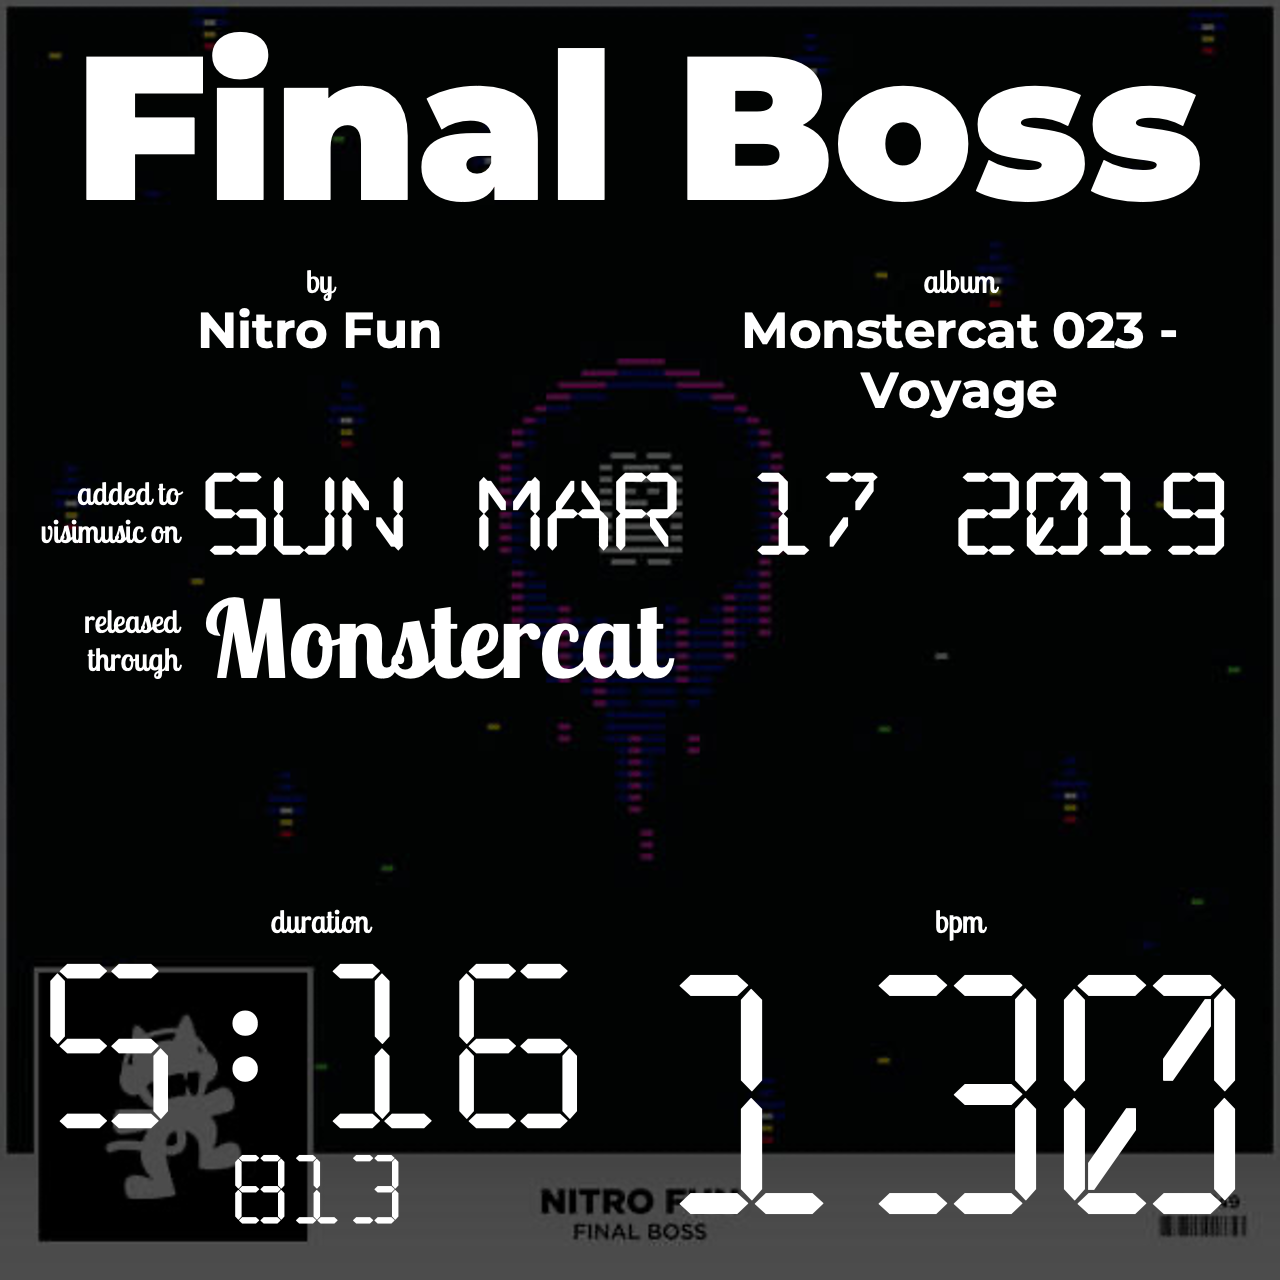 Final Boss
by
Nitro Fun
album
Monstercat 023 -
Voyage
added to
visimusic on
SUN MAR 17 2019
released
through
Monstercat
duration
5:16
813
bpm
130
NITRO FUN
FINAL BOSS